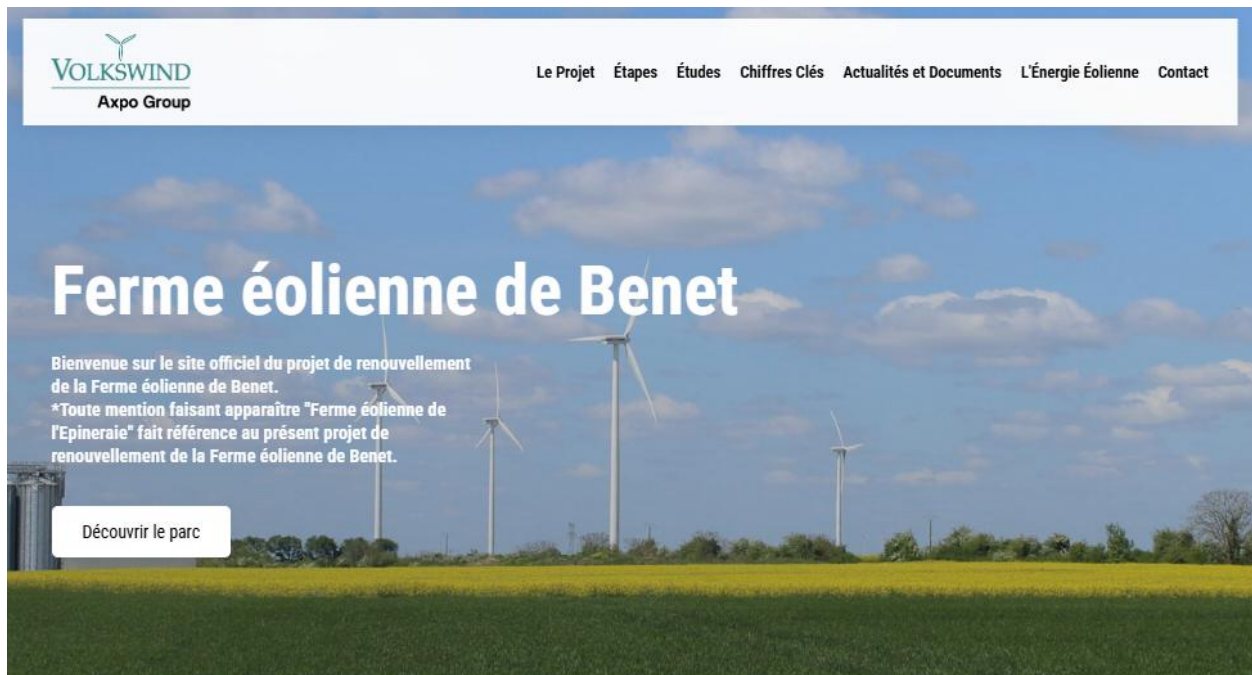 VOLKSWIND
Axpo Group
Le Projet Étapes Études Chiffres Clés Actualités et Documents L'Énergie Éolienne Contact
Ferme éolienne de Benet
Bienvenue sur le site officiel du projet de renouvellement
de la Ferme éolienne de Benet.
*Toute mention faisant apparaître "Ferme éolienne de
l'Epineraie" fait référence au présent projet de
renouvellement de la Ferme éolienne de Benet.
Découvrir le parc